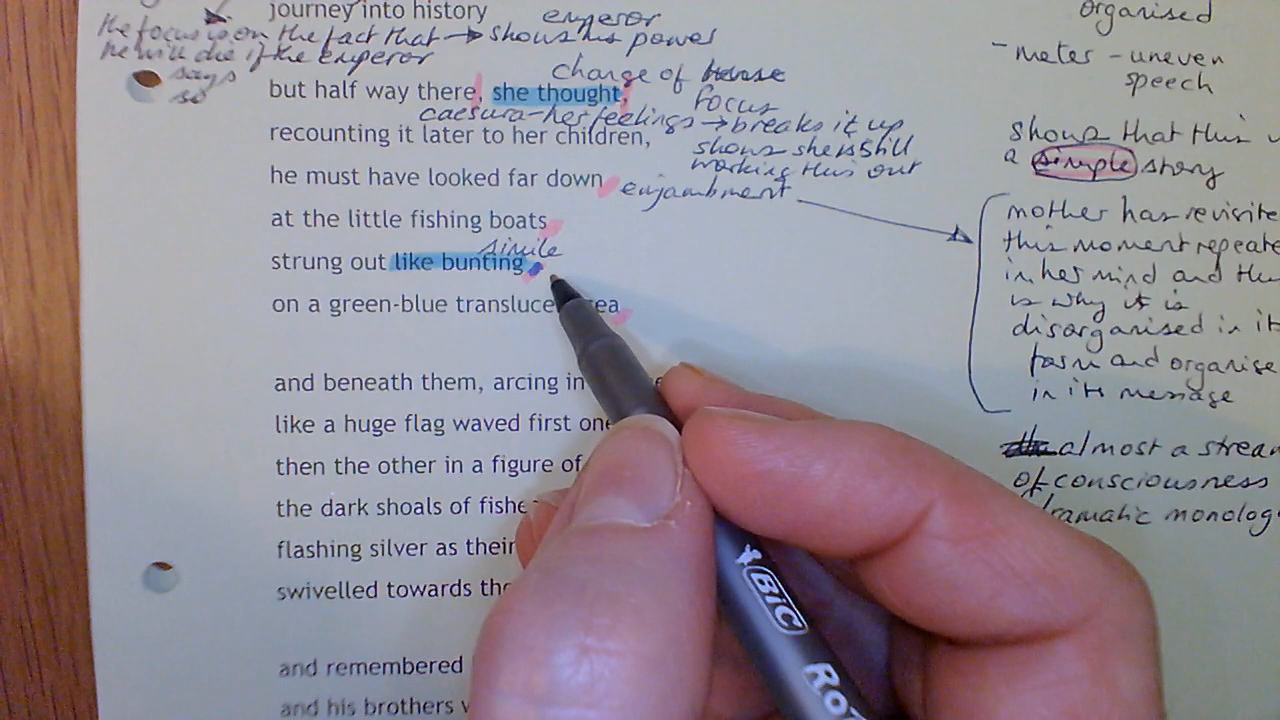 journey into history
emperor
the focus is on the fact that → shows his power
he will die if the emperor
says
so
change of tense
but half way there, she thought,
focus
caesura - her feelings → breaks it up
recounting it later to her children,
shows she is still
working this out
he must have looked far down
enjambment
at the little fishing boats
simile
strung out like bunting
on a green-blue transluce sea
and beneath them, arcing in
like a huge flag waved first one
then the other in a figure of
the dark shoals of fishe
flashing silver as their
swivelled towards the
and remembered
and his brothers
organised
- meter - uneven
speech
shows that this
a simple story
mother has revisite
this moment repeate
in her mind and
is why it is
disorganised in it
form and organise
in its message
almost a strea
of consciousness
dramatic monolog
BIC
Ro